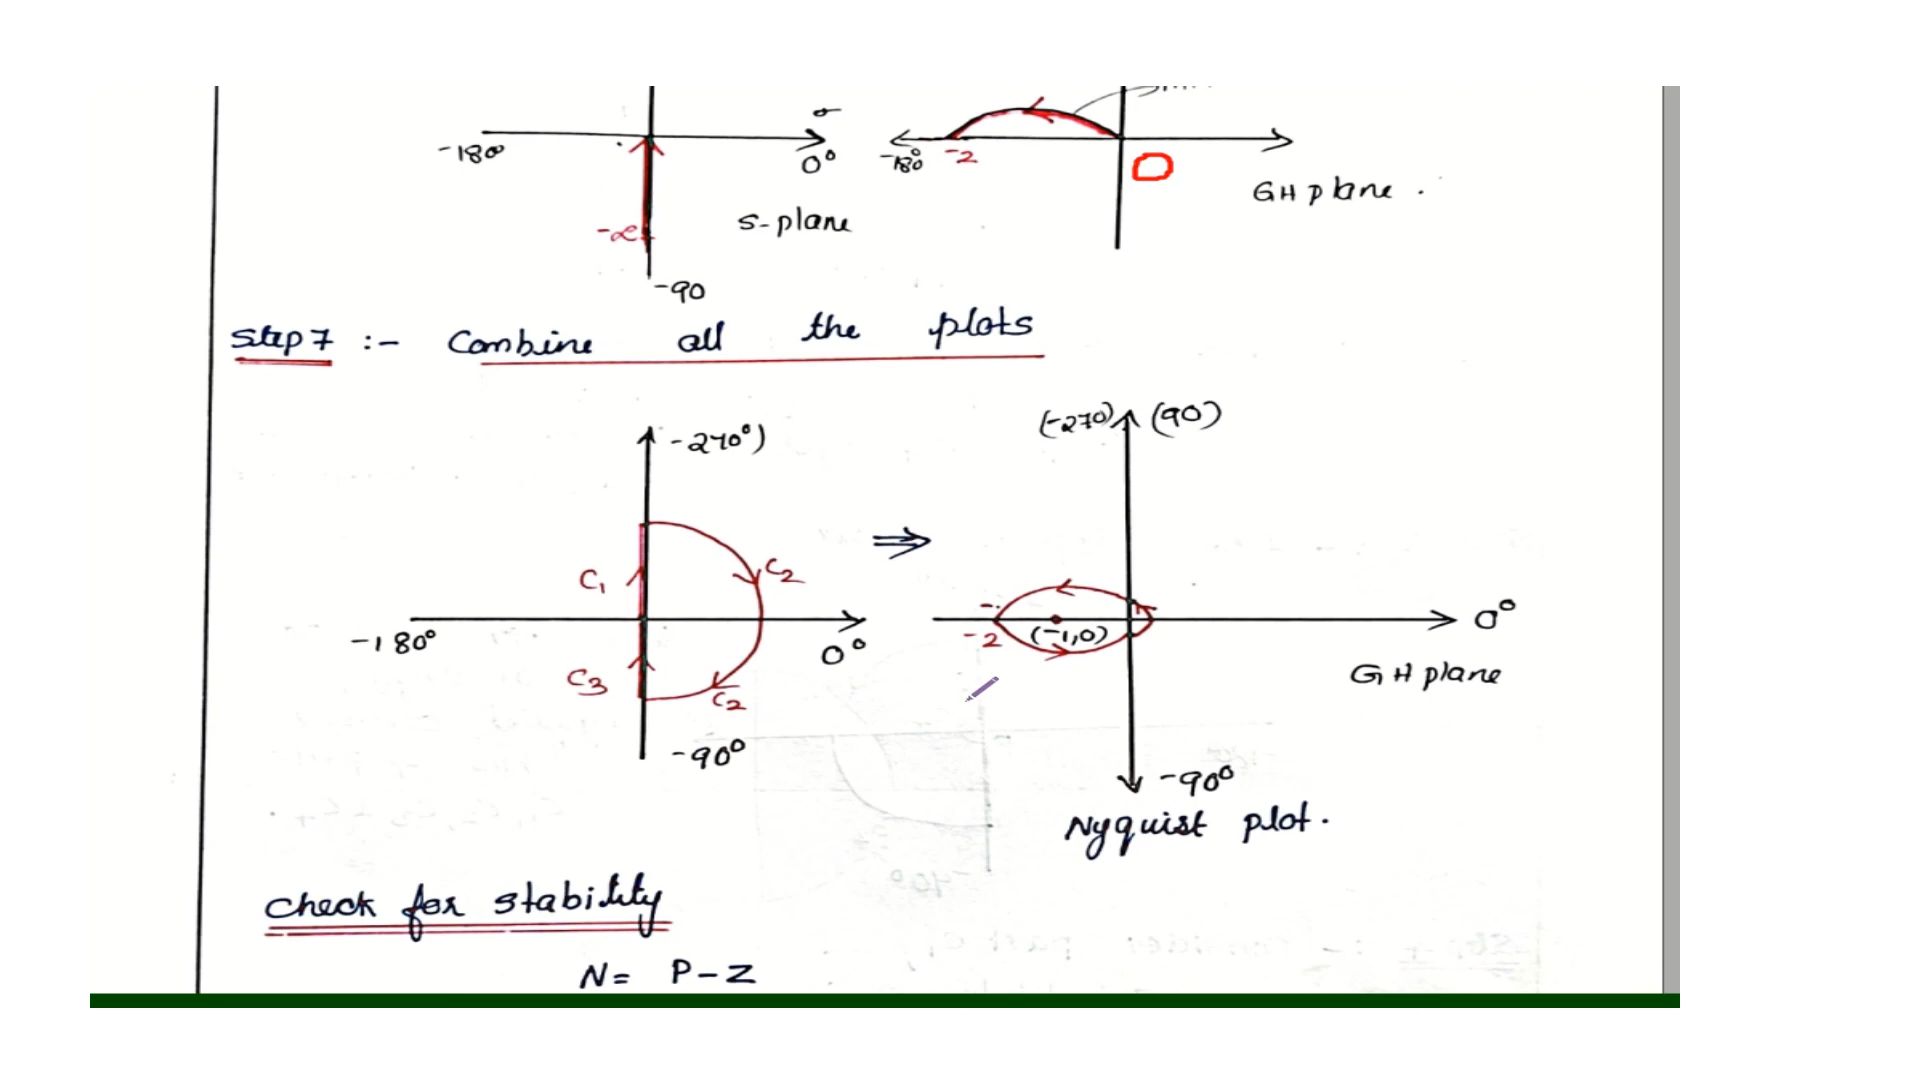 σ
-180° 0° -180° -2 0
GH plane .
s-plane
-∞
-90
Step 7 :- Combine all the plots
-270°) (-270) (90)
C1 C2
-180° 0° -2 (-1,0) 0°
C3 C2 GH plane
-90° -90°
Nyquist plot.
Check for stability
N = P - Z